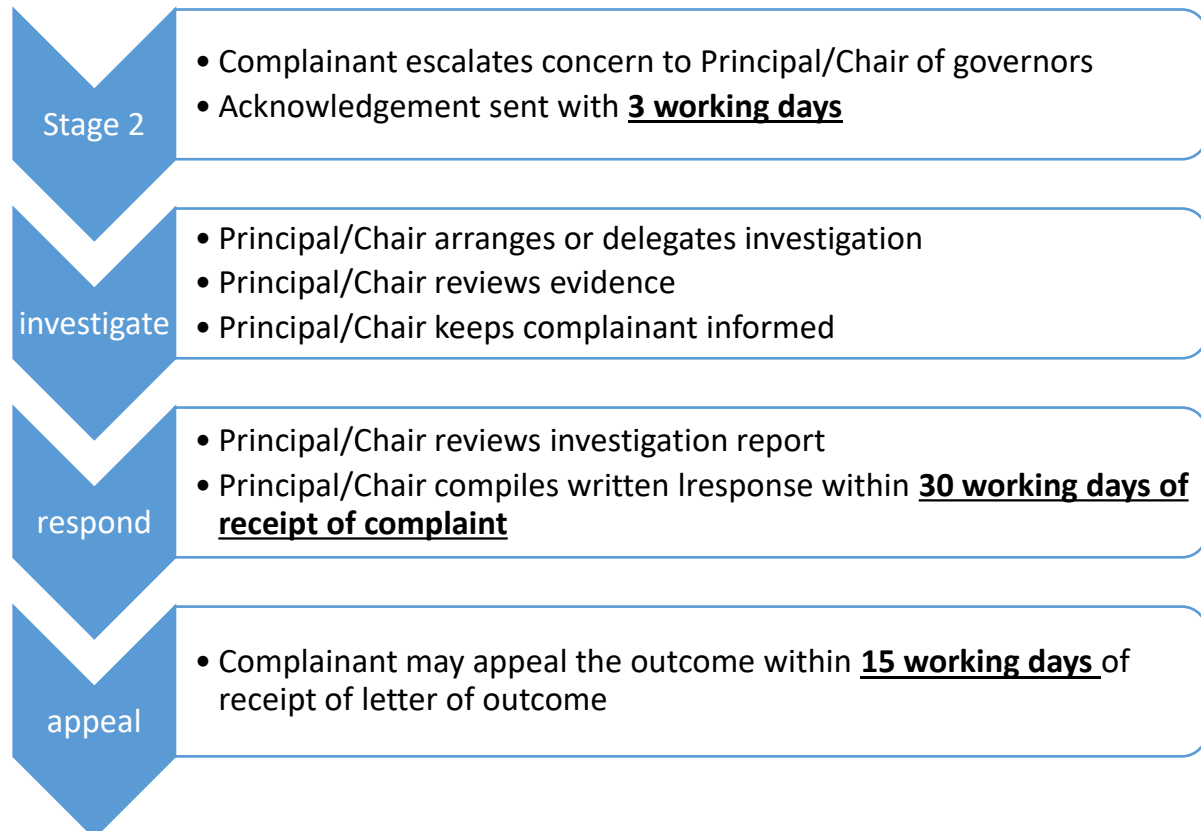 Stage 2
• Complainant escalates concern to Principal/Chair of governors
• Acknowledgement sent with 3 working days
investigate
• Principal/Chair arranges or delegates investigation
• Principal/Chair reviews evidence
• Principal/Chair keeps complainant informed
respond
• Principal/Chair reviews investigation report
• Principal/Chair compiles written lresponse within 30 working days of
receipt of complaint
appeal
• Complainant may appeal the outcome within 15 working days of
receipt of letter of outcome